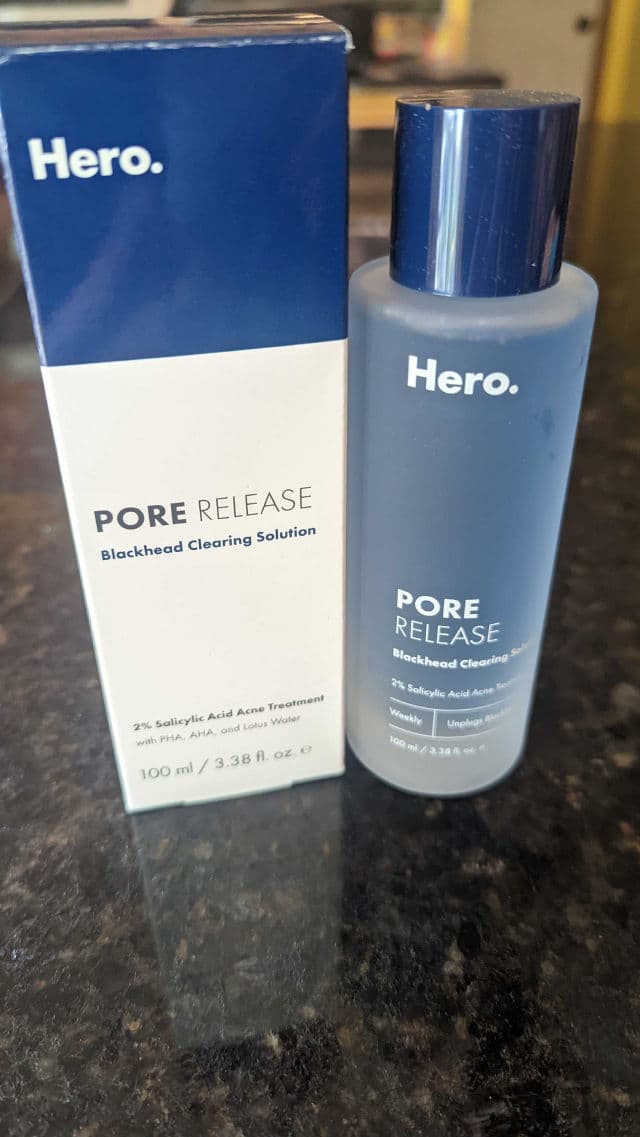 Hero.
PORE RELEASE
Blackhead Clearing Solution
2% Salicylic Acid Acne Treatment
with PHA, AHA, and Lotus Water
100 ml / 3.38 fl. oz. ℮
Hero.
PORE
RELEASE
Blackhead Clearing
2% Salicylic Acid Acne
Weekly
Unplugs
100 ml / 3.38 fl. oz.